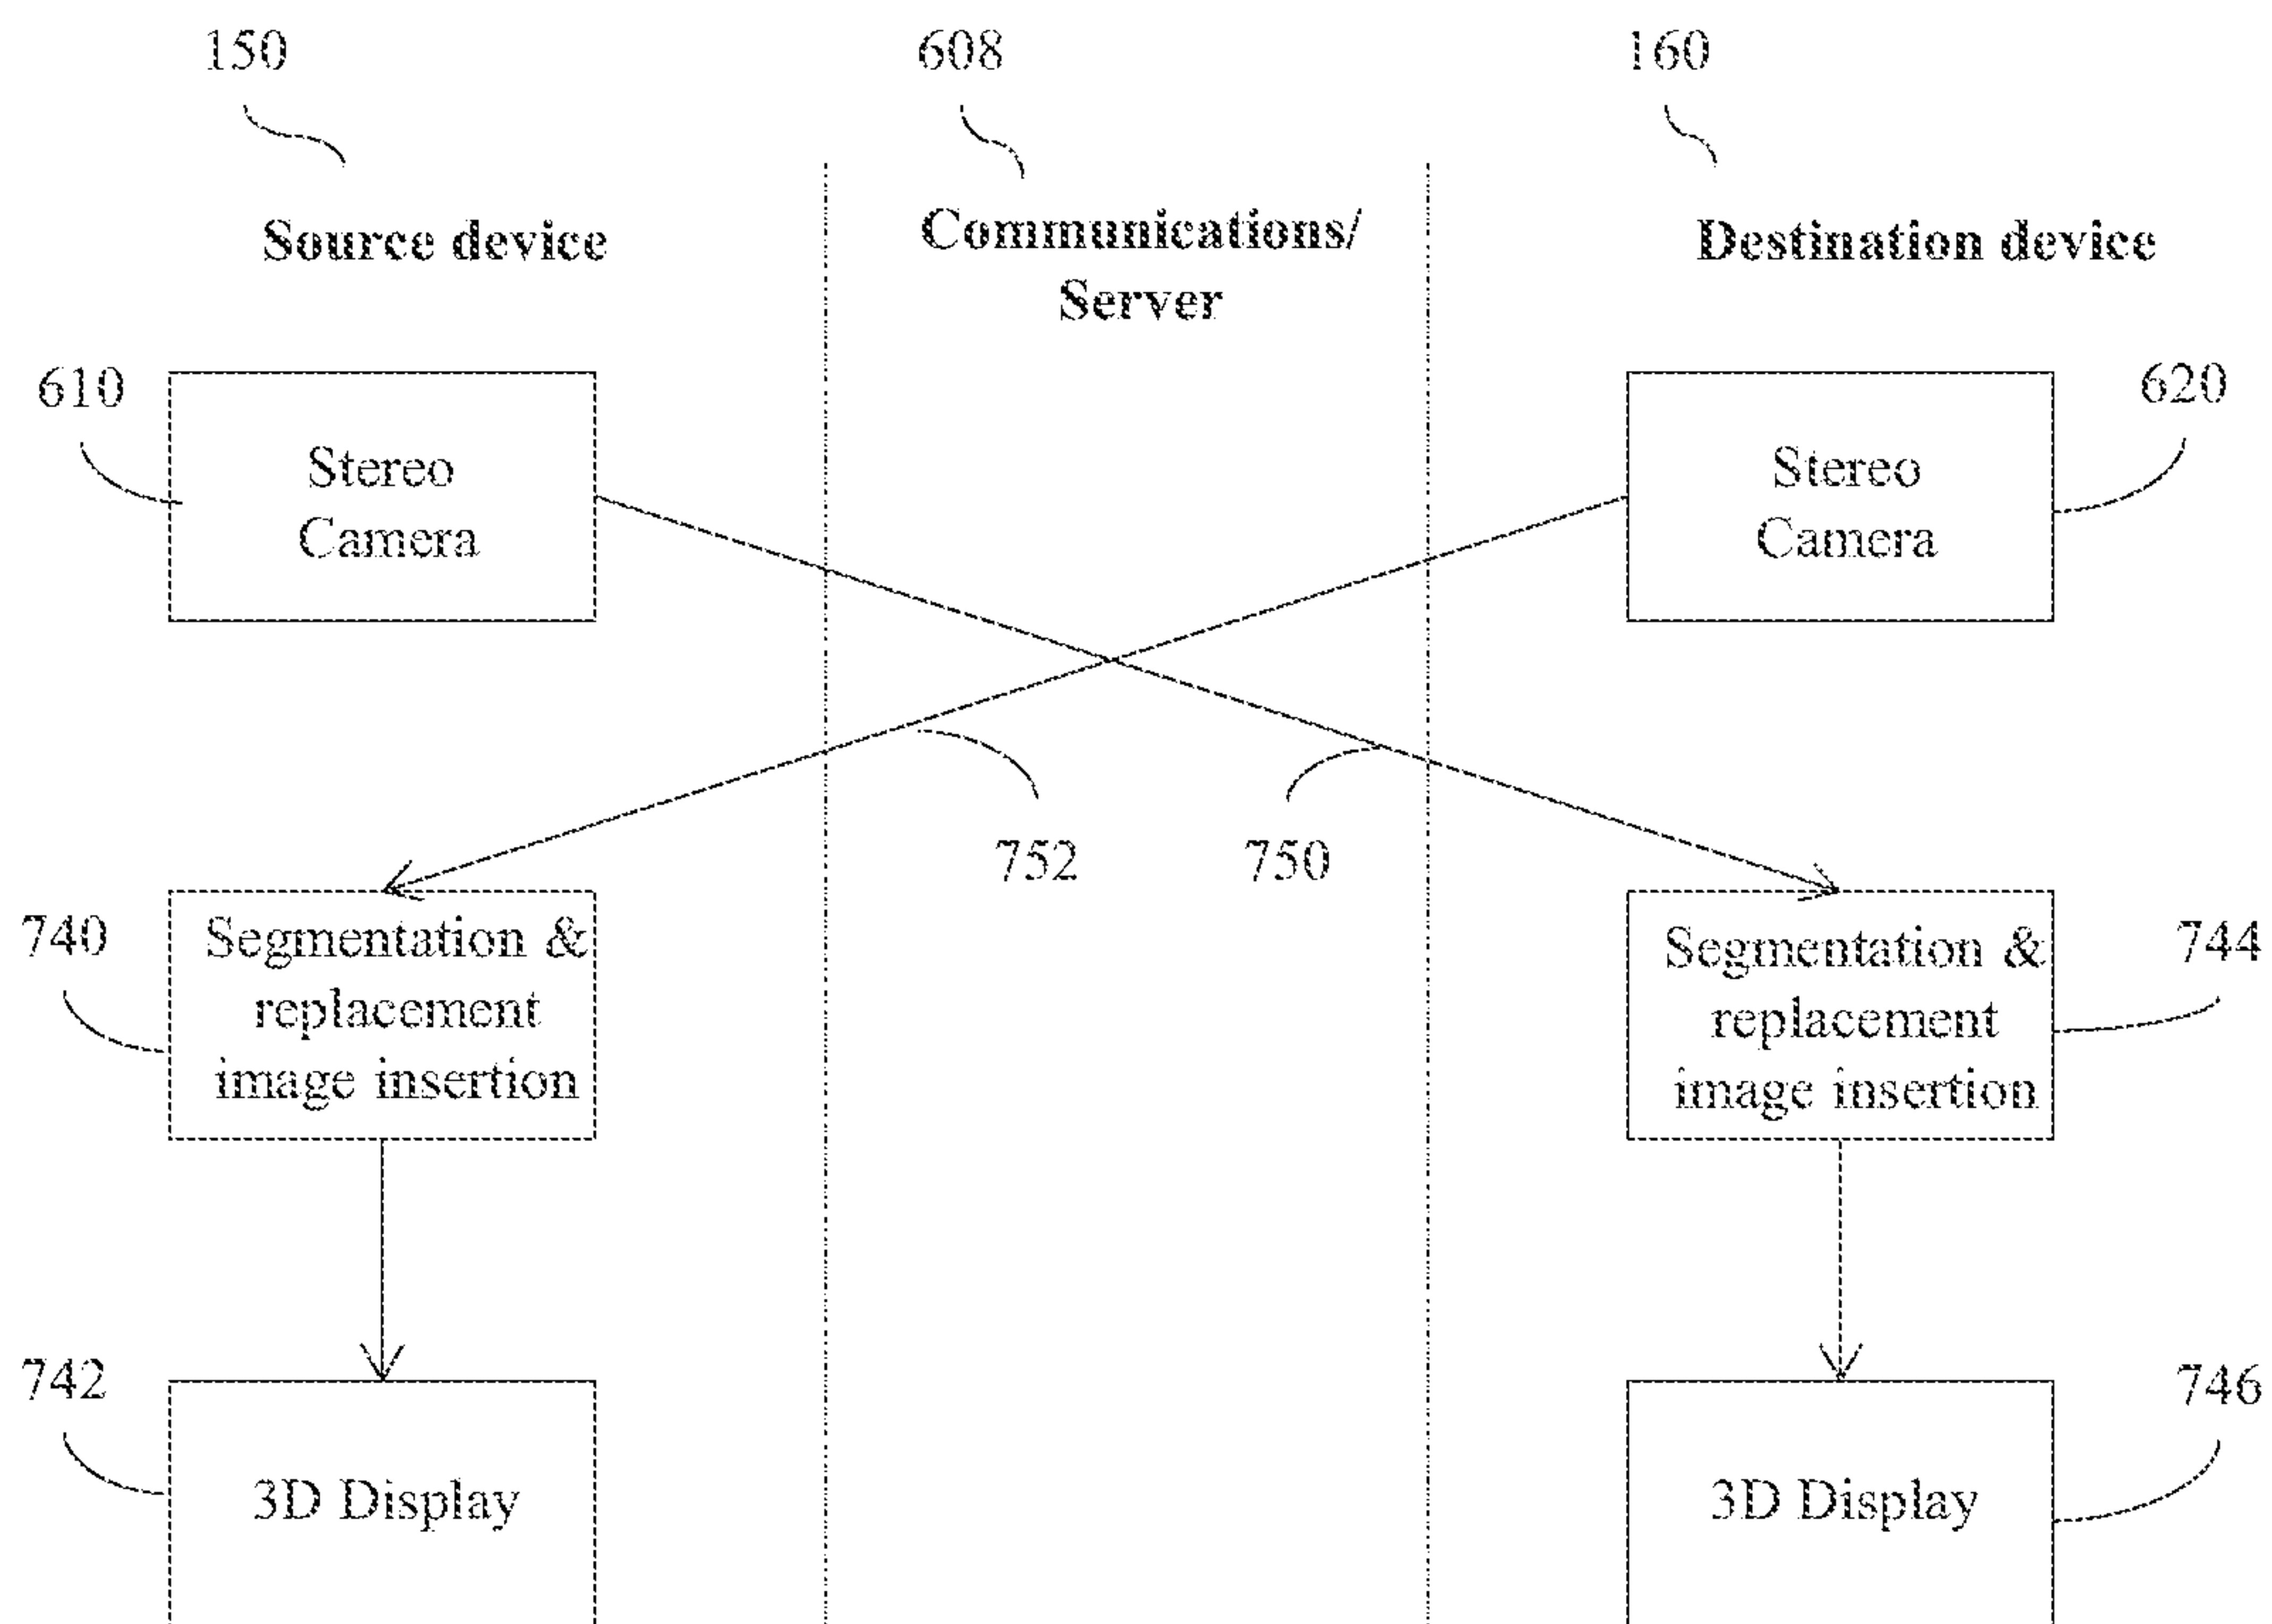 150
608
160
Source device
Communications/
Server
Destination device
610
Stereo
Camera
Stereo
Camera
620
752
750
740
Segmentation &
replacement
image insertion
Segmentation &
replacement
image insertion
744
742
3D Display
3D Display
746